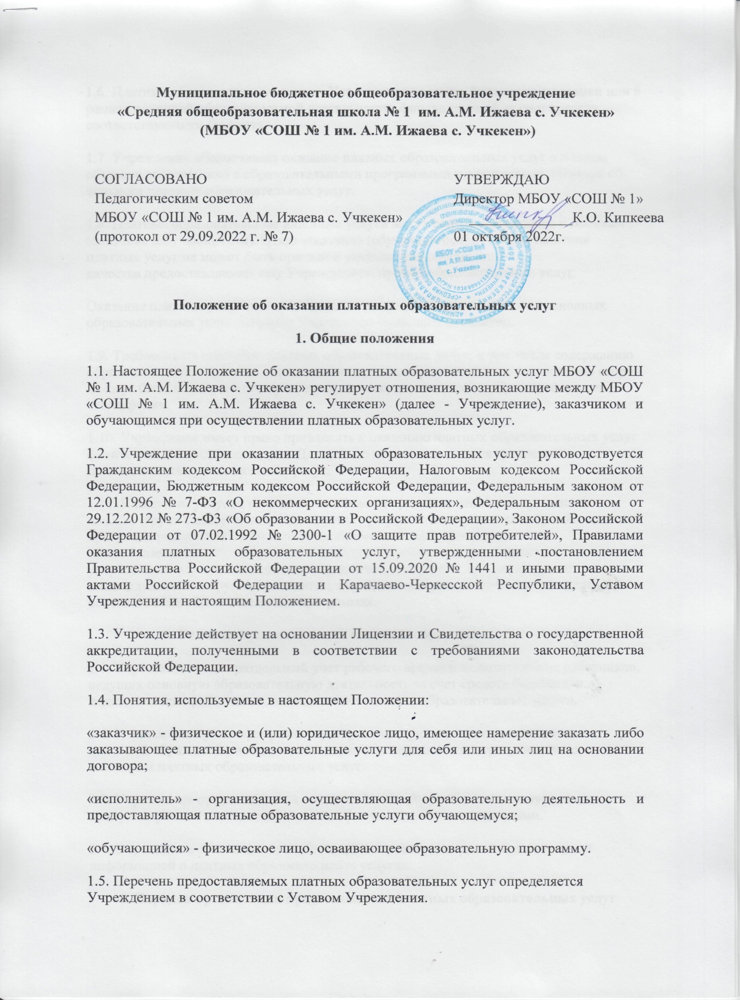 Муниципальное бюджетное общеобразовательное учреждение
«Средняя общеобразовательная школа № 1 им. А.М. Ижаева с. Учкекен»
(МБОУ «СОШ № 1 им. А.М. Ижаева с. Учкекен»)
СОГЛАСОВАНО
Педагогическим советом
МБОУ «СОШ № 1 им. А.М. Ижаева с. Учкекен»
(протокол от 29.09.2022 г. № 7)
УТВЕРЖДАЮ
Директор МБОУ «СОШ № 1»
К.О. Кипкеева
01 октября 2022г.
МБОУ «СОШ №1
им. А.М. Ижаева
с. Учкекен»
ОГРН 1030900915847
Положение об оказании платных образовательных услуг
1. Общие положения
1.1. Настоящее Положение об оказании платных образовательных услуг МБОУ «СОШ
№ 1 им. А.М. Ижаева с. Учкекен» регулирует отношения, возникающие между МБОУ
«СОШ № 1 им. А.М. Ижаева с. Учкекен» (далее - Учреждение), заказчиком и
обучающимся при осуществлении платных образовательных услуг.
1.2. Учреждение при оказании платных образовательных услуг руководствуется
Гражданским кодексом Российской Федерации, Налоговым кодексом Российской
Федерации, Бюджетным кодексом Российской Федерации, Федеральным законом от
12.01.1996 № 7-ФЗ «О некоммерческих организациях», Федеральным законом от
29.12.2012 № 273-ФЗ «Об образовании в Российской Федерации», Законом Российской
Федерации от 07.02.1992 № 2300-1 «О защите прав потребителей», Правилами
оказания платных образовательных услуг, утвержденными постановлением
Правительства Российской Федерации от 15.09.2020 № 1441 и иными правовыми
актами Российской Федерации и Карачаево-Черкесской Республики, Уставом
Учреждения и настоящим Положением.
1.3. Учреждение действует на основании Лицензии и Свидетельства о государственной
аккредитации, полученными в соответствии с требованиями законодательства
Российской Федерации.
1.4. Понятия, используемые в настоящем Положении:
«заказчик» - физическое и (или) юридическое лицо, имеющее намерение заказать либо
заказывающее платные образовательные услуги для себя или иных лиц на основании
договора;
«исполнитель» - организация, осуществляющая образовательную деятельность и
предоставляющая платные образовательные услуги обучающемуся;
«обучающийся» - физическое лицо, осваивающее образовательную программу.
1.5. Перечень предоставляемых платных образовательных услуг определяется
Учреждением в соответствии с Уставом Учреждения.